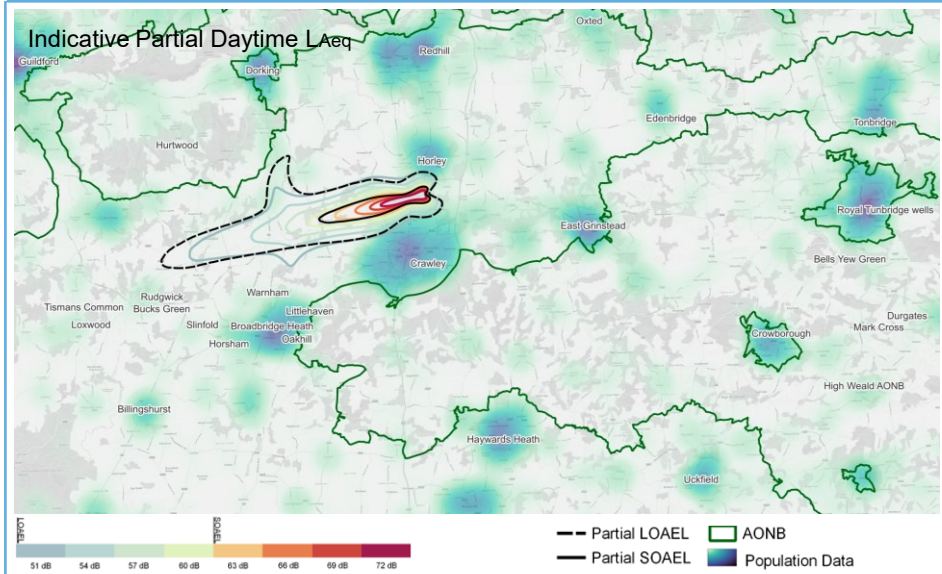 Indicative Partial Daytime LAeq
Oxted
Guildford
Redhill
Dorking
Edenbridge
Tonbridge
Hurtwood
Horley
Royal Tunbridge wells
East Grinstead
Bells Yew Green
Crawley
Warnham
Rudgwick
Tismans Common
Bucks Green
Littlehaven
Durgates
Loxwood
Slinfold
Broadbridge Heath
Mark Cross
Crowborough
Horsham
Oakhill
High Weald AONB
Billingshurst
Haywards Heath
Uckfield
LOAEL
SOAEL
51 dB
54 dB
57 dB
60 dB
63 dB
66 dB
69 dB
72 dB
Partial LOAEL
AONB
Partial SOAEL
Population Data